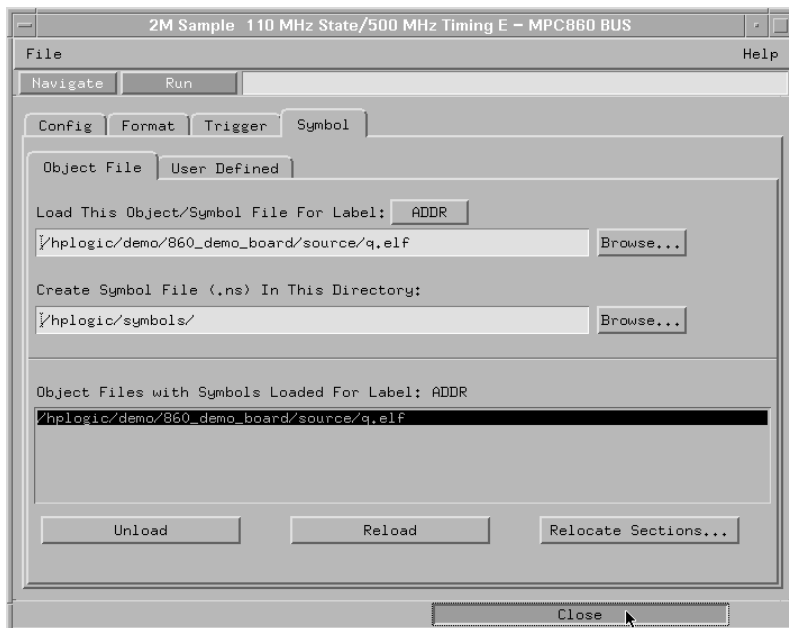 2M Sample 110 MHz State/500 MHz Timing E - MPC860 BUS
File Help
Navigate Run
Config Format Trigger Symbol
Object File User Defined
Load This Object/Symbol File For Label: ADDR
/hplogic/demo/860_demo_board/source/q.elf Browse...
Create Symbol File (.ns) In This Directory:
/hplogic/symbols/ Browse...
Object Files with Symbols Loaded For Label: ADDR
/hplogic/demo/860_demo_board/source/q.elf
Unload Reload Relocate Sections...
Close